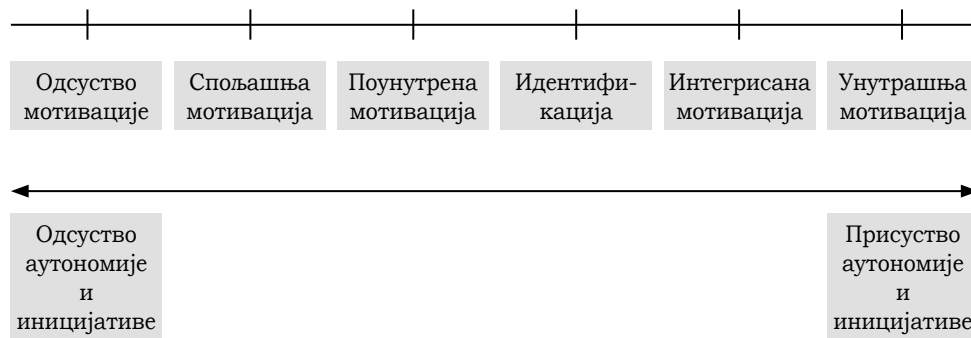 Одсуство
мотивације
Спољашња
мотивација
Поунутрена
мотивација
Идентифи-
кација
Интегрисана
мотивација
Унутрашња
мотивација
Одсуство
аутономије
и
иницијативе
Присуство
аутономије
и
иницијативе